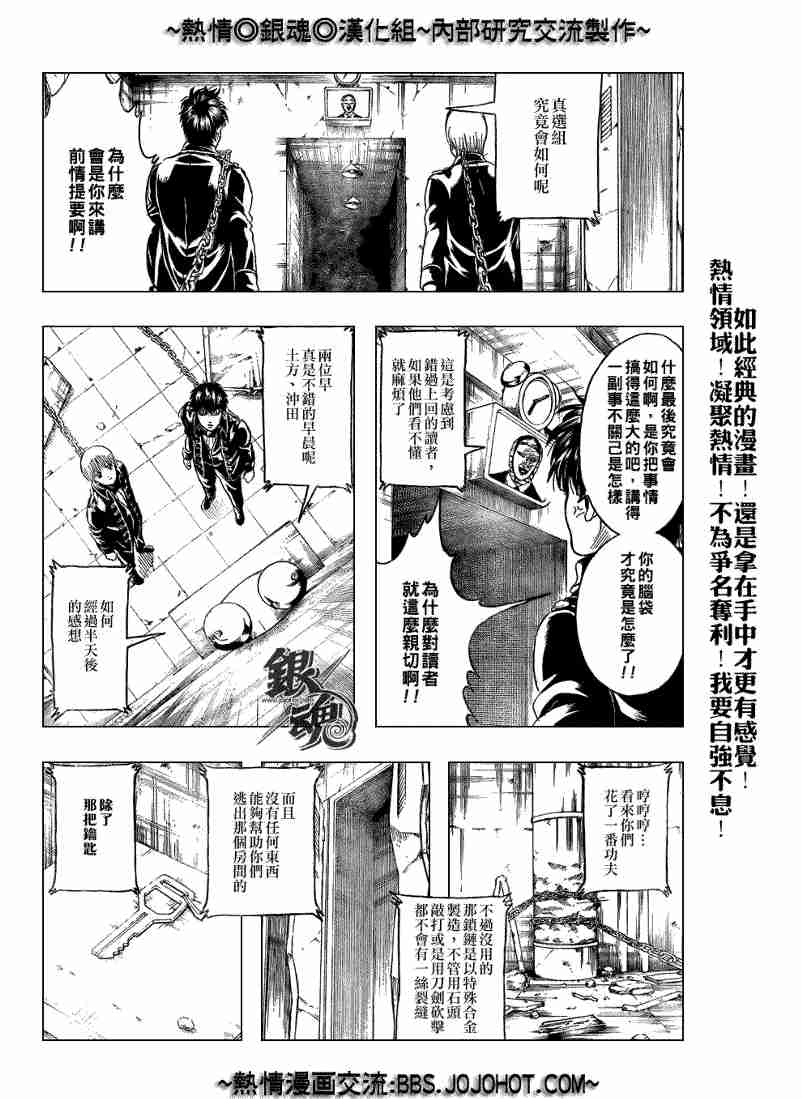 ~熱情◎銀魂◎漢化組~內部研究交流製作~
真選組
究竟會如何呢
為什麼
會是你來講
前情提要啊!!
什麼最後究竟會
如何啊，是你把事情
搞得這麼大的吧，講得
一副事不關己是怎樣
你的腦袋
才究竟是怎麼了!!
這是考慮到
錯過上回的讀者，
如果他們看不懂
就麻煩了
為什麼對讀者
就這麼親切啊!!
兩位早
真是不錯的早晨呢
土方、沖田
如何
經過半天後
的感想
銀魂
哼哼哼…
看來你們
花了一番功夫
不過沒用的
那鎖鏈是以特殊合金
製造，不管用石頭
敲打或是用刀劍砍擊
都不會有一絲裂縫
而且
沒有任何東西
能夠幫助你們
逃出那個房間的
除了
那把鑰匙
如此經典的漫畫！還是拿在手中才更有感覺！
熱情領域！凝聚熱情！不為爭名奪利！我要自強不息！
~熱情漫画交流:BBS.JOJOHOT.COM~